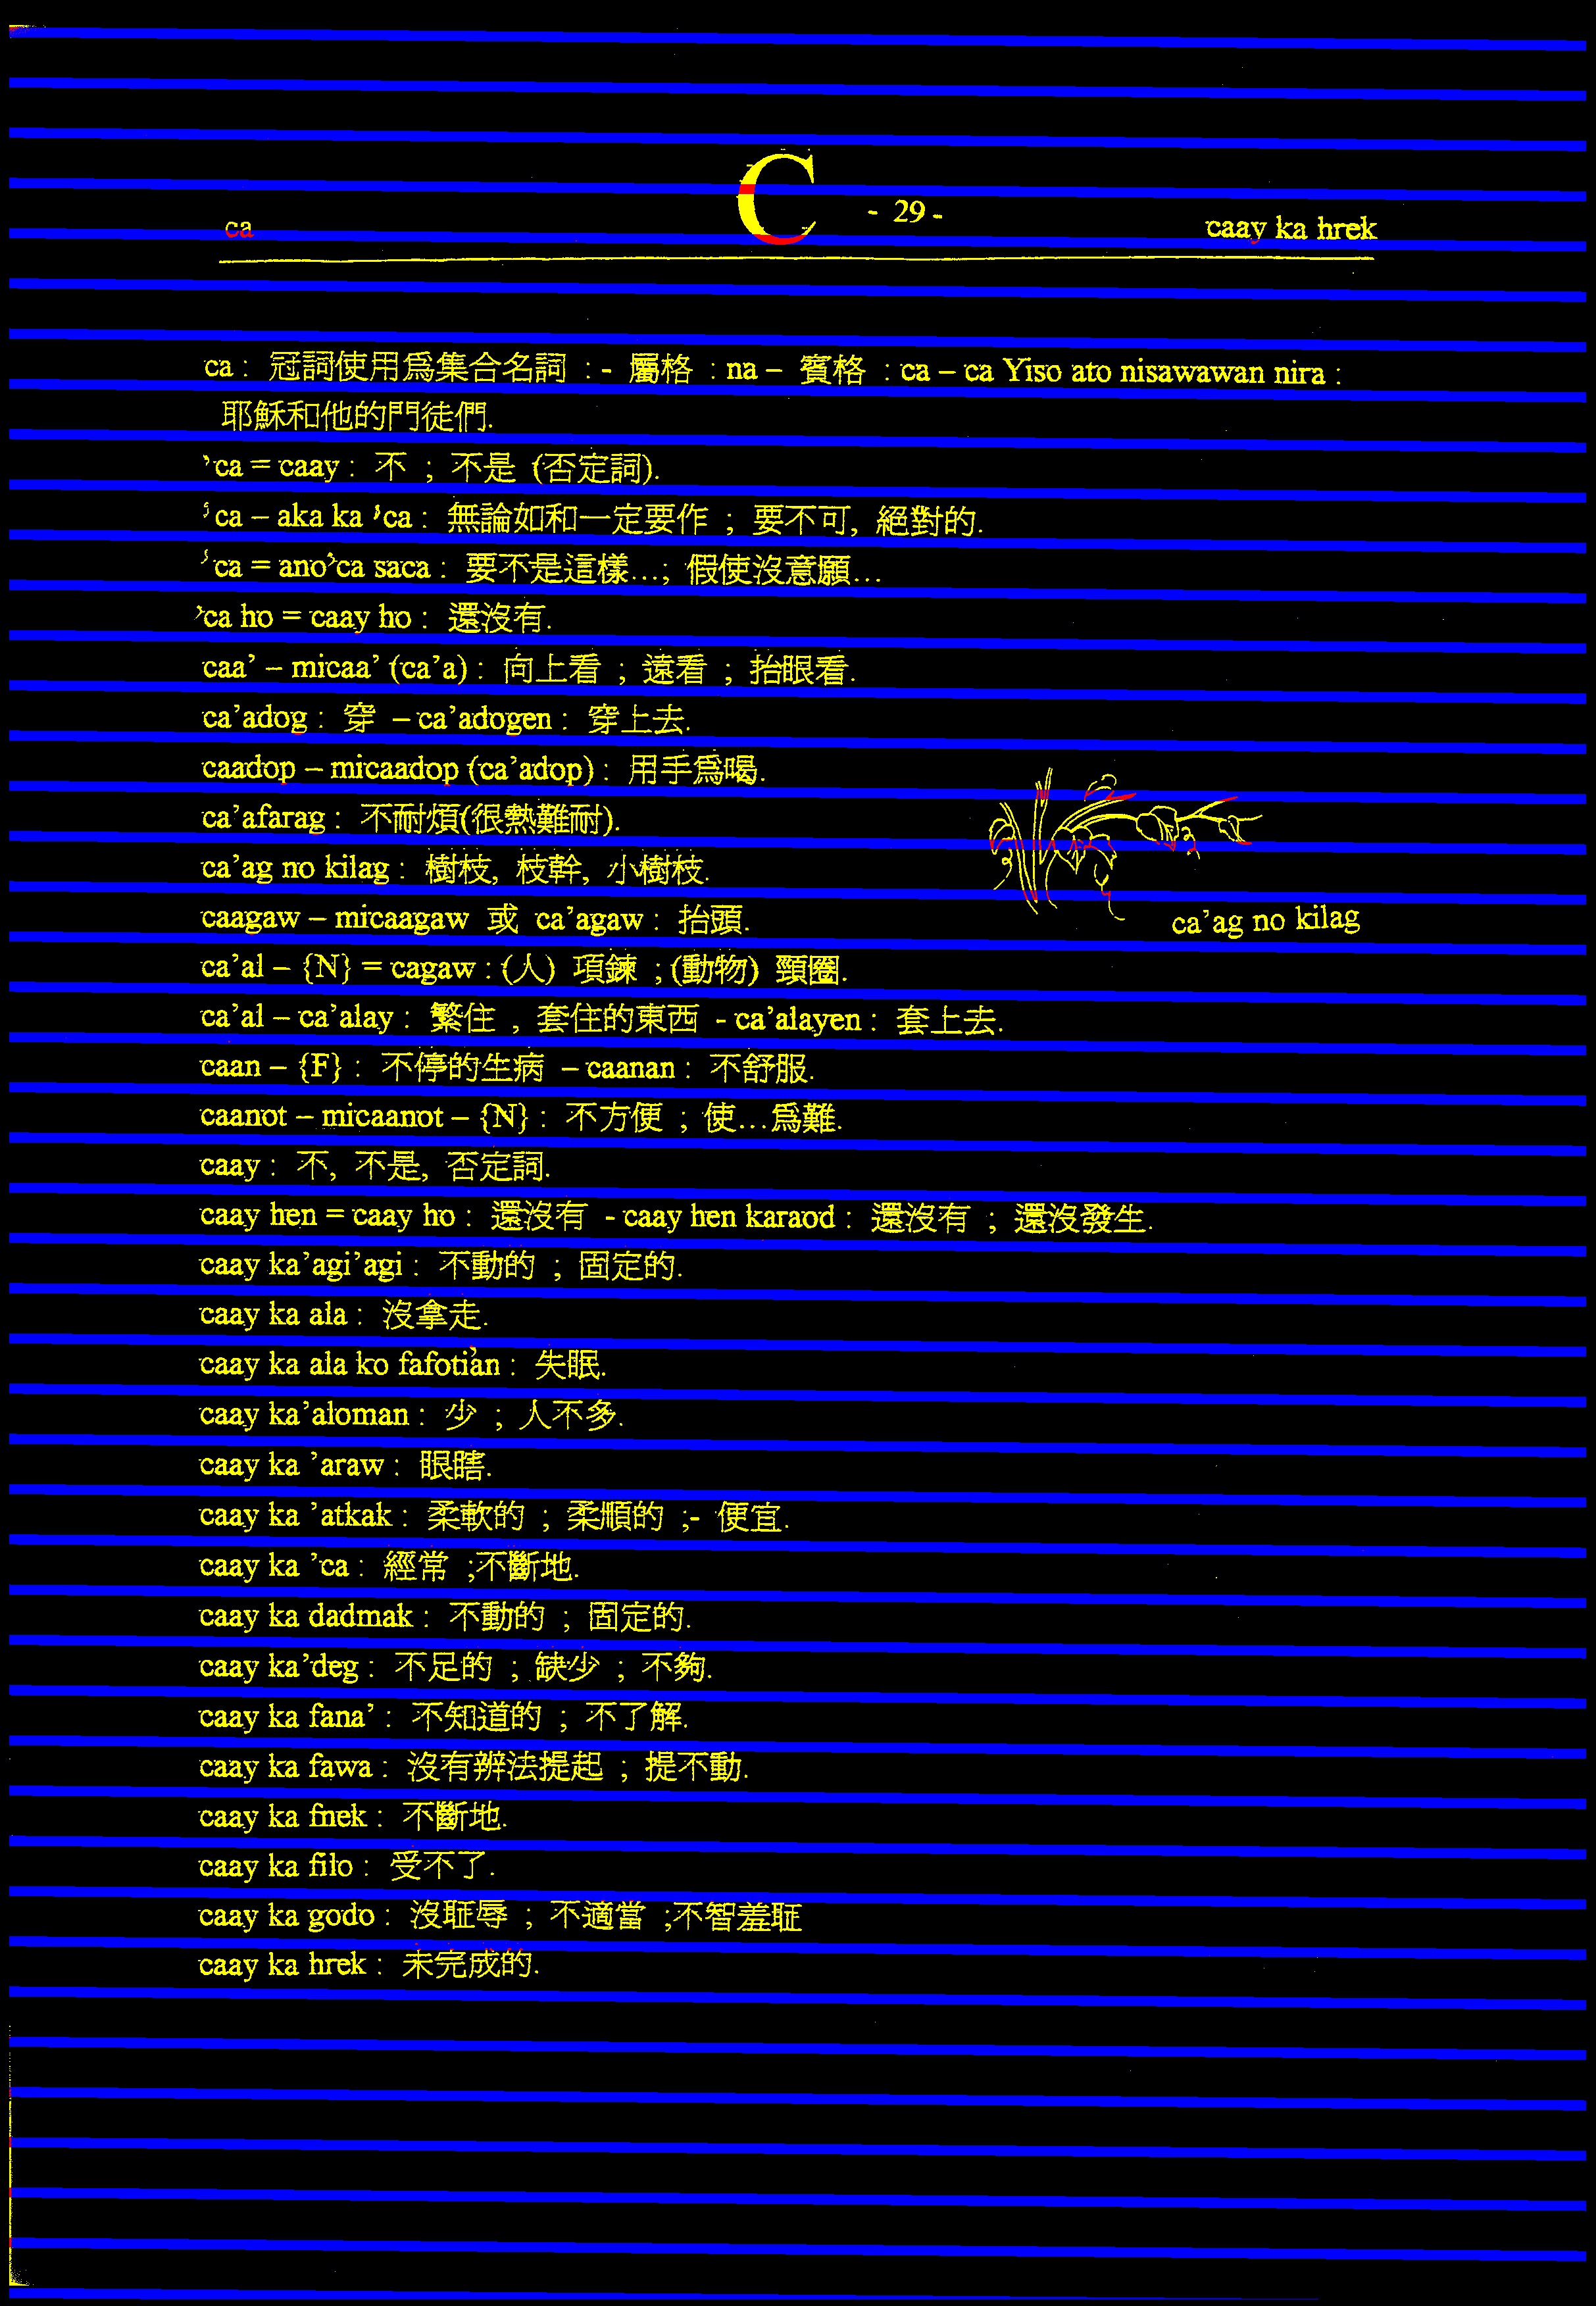 ca C - 29 - caay ka hrek
ca : 冠詞使用爲集合名詞 : - 屬格 : na – 賓格 : ca – ca Yiso ato nisawawan nira :
耶穌和他的門徒們.
’ca = caay : 不 ; 不是 (否定詞).
’ca – aka ka ’ca : 無論如和一定要作 ; 要不可, 絕對的.
’ca = ano’ca saca : 要不是這樣...; 假使沒意願...
’ca ho = caay ho : 還沒有.
caa’ – micaa’ (ca’a) : 向上看 ; 遠看 ; 抬眼看.
ca’adog : 穿 – ca’adogen : 穿上去.
caadop – micaadop (ca’adop) : 用手爲喝.
ca’afarag : 不耐煩(很熱難耐).
ca’ag no kilag : 樹枝, 枝幹, 小樹枝.
caagaw – micaagaw 或 ca’agaw : 抬頭.
ca’ag no kilag
ca’al – {N} = cagaw : (人) 項鍊 ; (動物) 頸圈.
ca’al – ca’alay : 繫住 , 套住的東西 - ca’alayen : 套上去.
caan – {F} : 不停的生病 – caanan : 不舒服.
caanot – micaanot – {N} : 不方便 ; 使...爲難.
caay : 不, 不是, 否定詞.
caay hen = caay ho : 還沒有 - caay hen karaod : 還沒有 ; 還沒發生.
caay ka’agi’agi : 不動的 ; 固定的.
caay ka ala : 沒拿走.
caay ka ala ko fafoti’an : 失眠.
caay ka’aloman : 少 ; 人不多.
caay ka ’araw : 眼瞎.
caay ka ’atkak : 柔軟的 ; 柔順的 ;- 便宜.
caay ka ’ca : 經常 ;不斷地.
caay ka dadmak : 不動的 ; 固定的.
caay ka’deg : 不足的 ; 缺少 ; 不夠.
caay ka fana’ : 不知道的 ; 不了解.
caay ka fawa : 沒有辨法提起 ; 提不動.
caay ka fnek : 不斷地.
caay ka filo : 受不了.
caay ka godo : 沒耻辱 ; 不適當 ;不智羞耻
caay ka hrek : 未完成的.